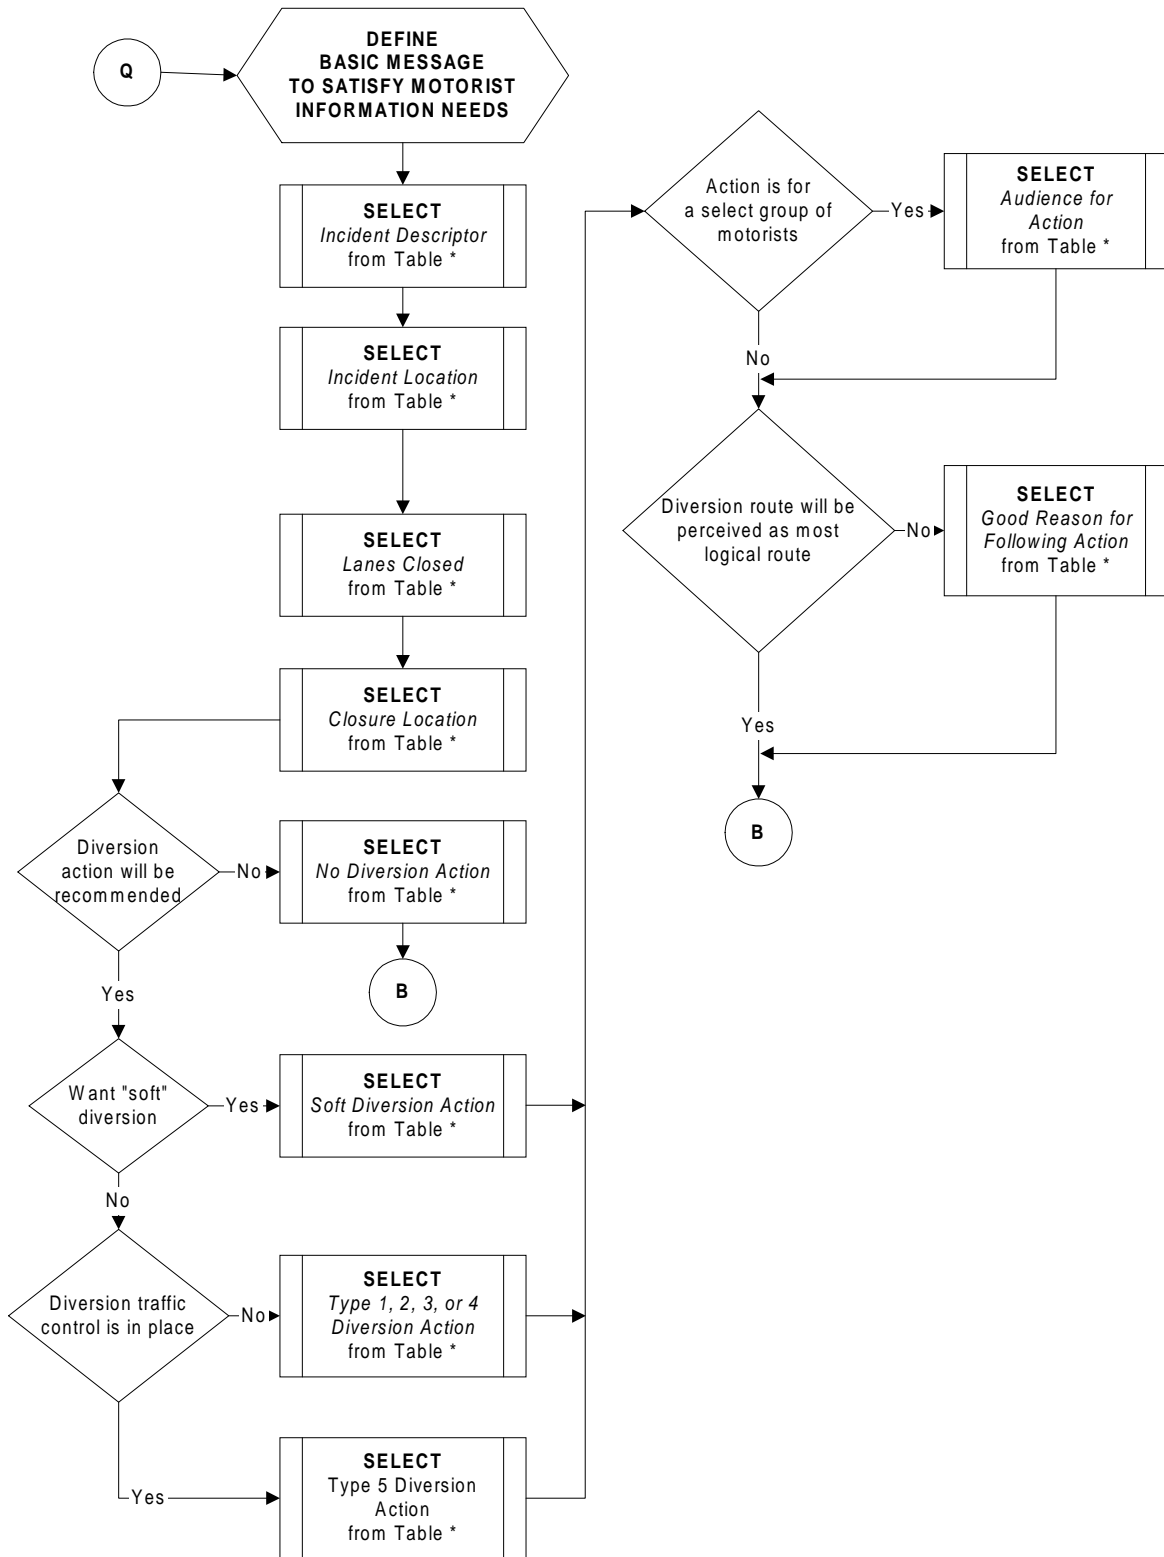 Q
DEFINE
BASIC MESSAGE
TO SATISFY MOTORIST
INFORMATION NEEDS
SELECT
Incident Descriptor
from Table *
SELECT
Incident Location
from Table *
SELECT
Lanes Closed
from Table *
SELECT
Closure Location
from Table *
Diversion
action will be
recommended
No
SELECT
No Diversion Action
from Table *
B
Yes
Want "soft"
diversion
Yes
SELECT
Soft Diversion Action
from Table *
No
Diversion traffic
control is in place
No
SELECT
Type 1, 2, 3, or 4
Diversion Action
from Table *
Yes
SELECT
Type 5 Diversion
Action
from Table *
Action is for
a select group of
motorists
Yes
SELECT
Audience for
Action
from Table *
No
Diversion route will be
perceived as most
logical route
No
SELECT
Good Reason for
Following Action
from Table *
Yes
B